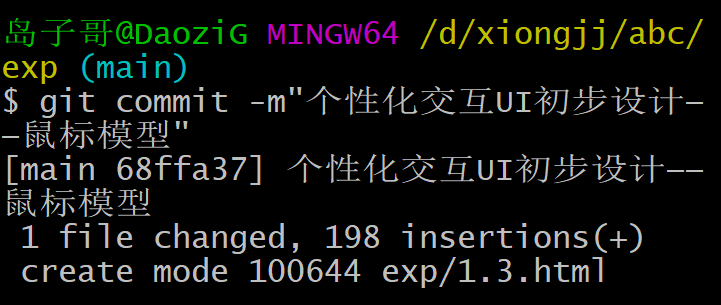 岛子哥@DaoziG MINGW64 /d/xiongjj/abc/
exp (main)
$ git commit -m"个性化交互UI初步设计—
—鼠标模型"
[main 68ffa37] 个性化交互UI初步设计——
鼠标模型
 1 file changed, 198 insertions(+)
 create mode 100644 exp/1.3.html